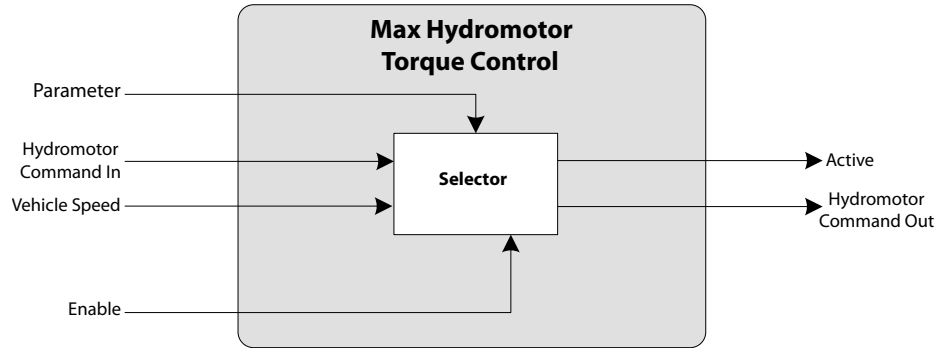 Max Hydromotor
Torque Control
Parameter
Hydromotor
Command In
Vehicle Speed
Enable
Selector
Active
Hydromotor
Command Out